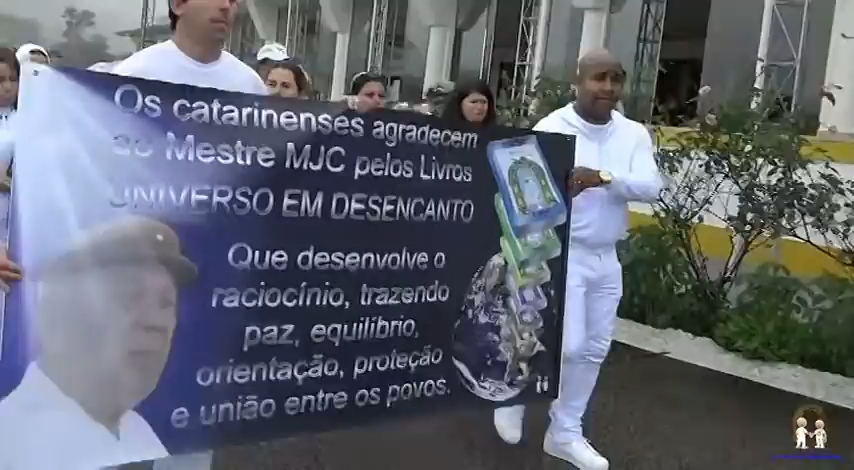 Os catarinenses agradecem
ao Mestre MJC pelos Livros
UNIVERSO EM DESENCANTO
Que desenvolve o
raciocínio, trazendo
paz, equilíbrio,
orientação, proteção
e união entre os povos.